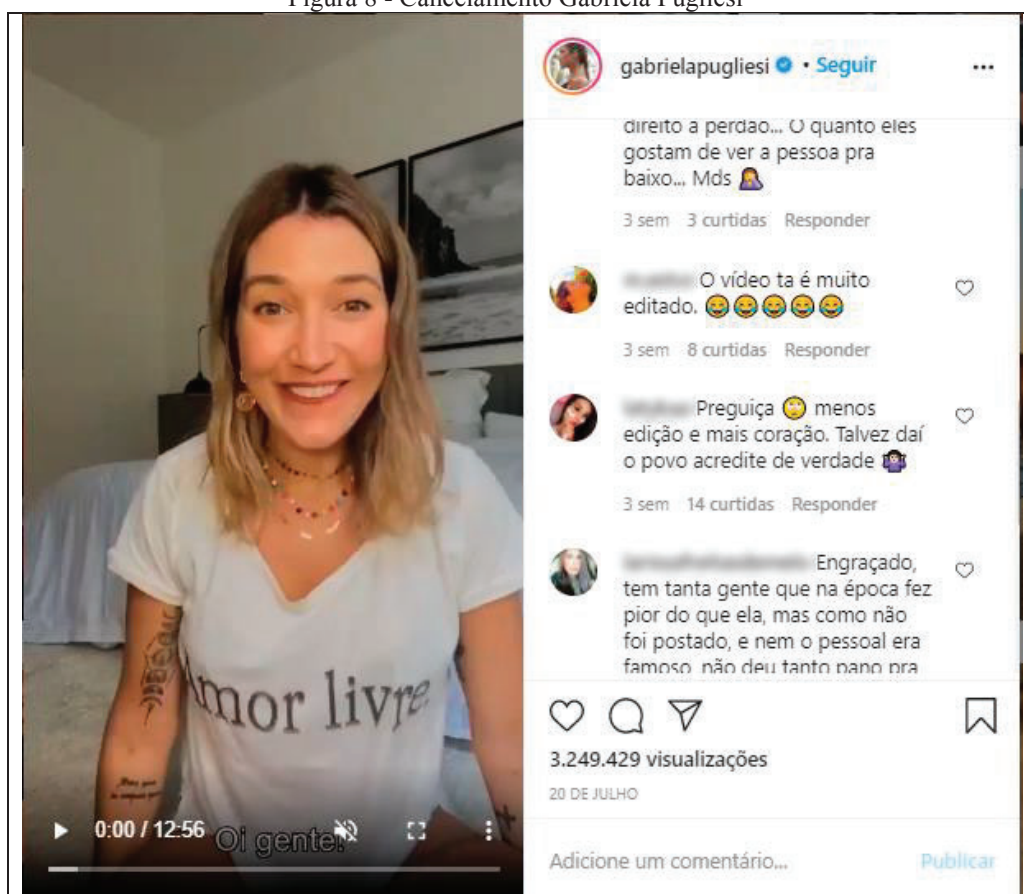 Figura 8 - Cancelamento Gabriela Pugliesi
gabrielapugliesi • Seguir
direito a perdão... O quanto eles
gostam de ver a pessoa pra
baixo... Mds 🤦‍♀️
3 sem 3 curtidas Responder
O vídeo ta é muito
editado. 😂😂😂😂😂
3 sem 8 curtidas Responder
Preguiça 🙄 menos
edição e mais coração. Talvez daí
o povo acredite de verdade 🤷‍♀️
3 sem 14 curtidas Responder
Engraçado,
tem tanta gente que na época fez
pior do que ela, mas como não
foi postado, e nem o pessoal era
famoso, não deu tanto pano pra
3.249.429 visualizações
20 DE JULHO
Adicione um comentário... Publicar
Amor livre.
0:00 / 12:56
Oi gente!